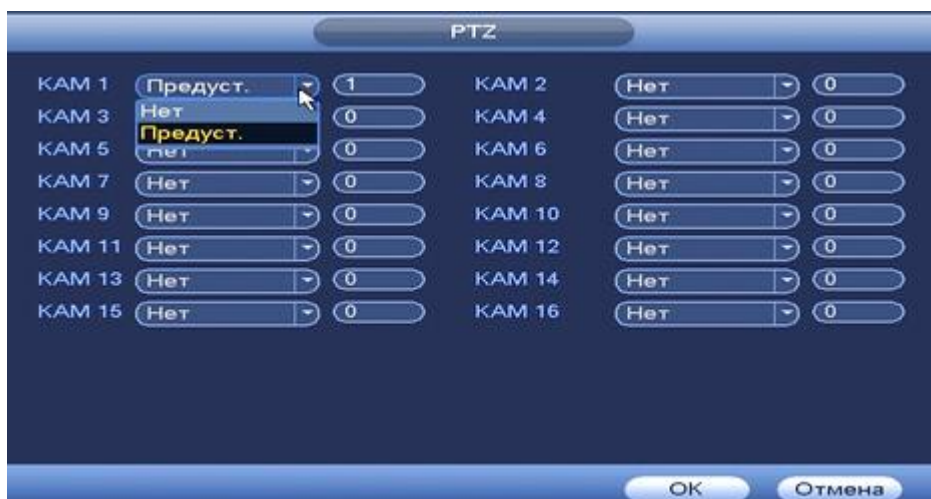 PTZ
КАМ 1 Предуст. 1 КАМ 2 Нет 0
КАМ 3 Нет 0 КАМ 4 Нет 0
Предуст.
КАМ 5 Нет 0 КАМ 6 Нет 0
КАМ 7 Нет 0 КАМ 8 Нет 0
КАМ 9 Нет 0 КАМ 10 Нет 0
КАМ 11 Нет 0 КАМ 12 Нет 0
КАМ 13 Нет 0 КАМ 14 Нет 0
КАМ 15 Нет 0 КАМ 16 Нет 0
OK Отмена